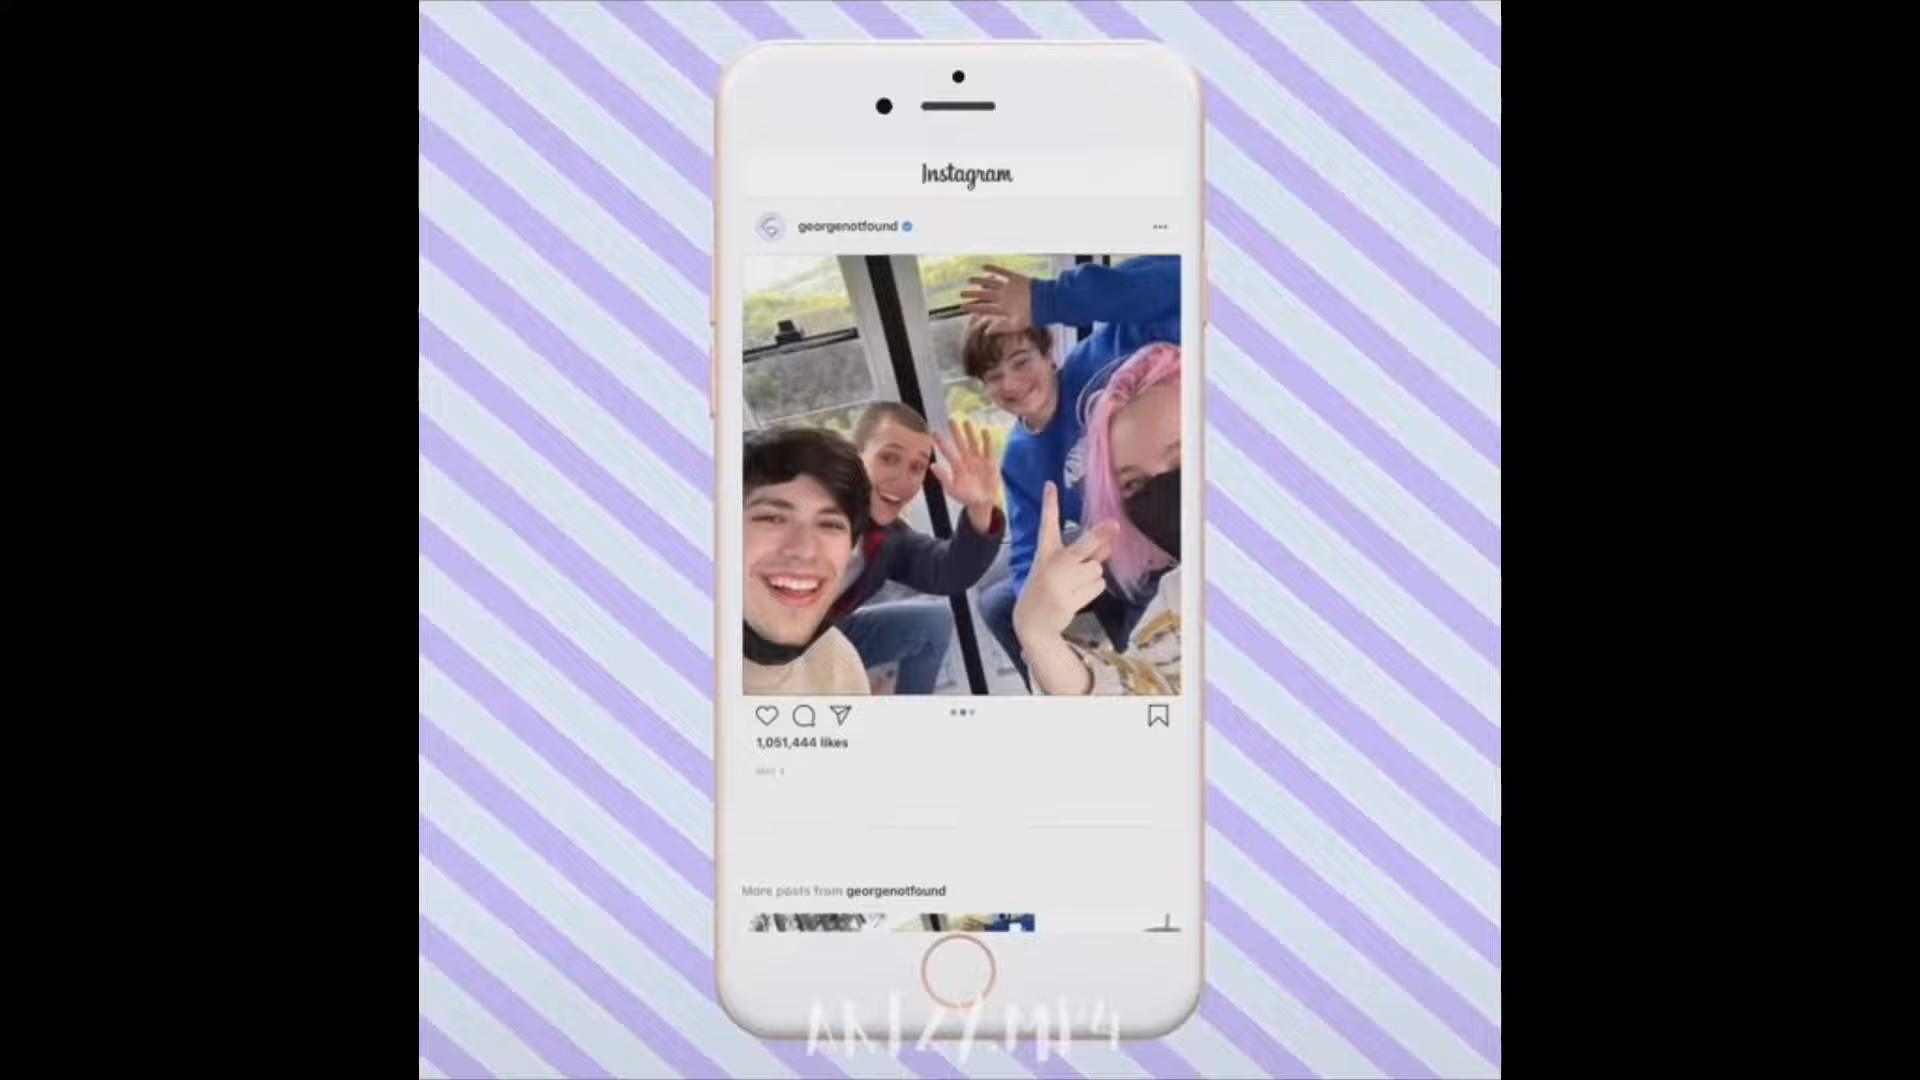 Instagram
georgenotfound
1,051,444 likes
More posts from georgenotfound